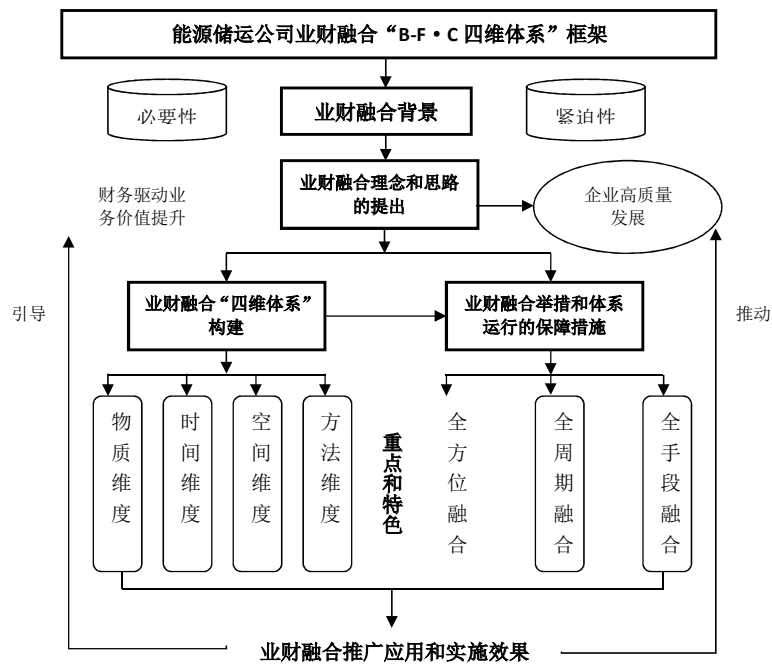 能源储运公司业财融合“B-F·C四维体系”框架
必要性
业财融合背景
紧迫性
财务驱动业
务价值提升
业财融合理念和思路
的提出
企业高质量
发展
引导
业财融合“四维体系”
构建
业财融合举措和体系
运行的保障措施
推动
物质维度
时间维度
空间维度
方法维度
重点和特色
全方位融合
全周期融合
全手段融合
业财融合推广应用和实施效果